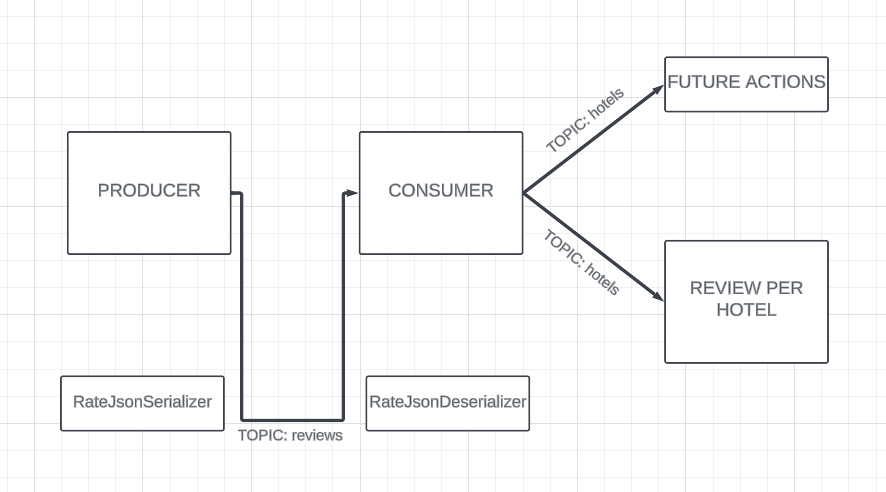 FUTURE ACTIONS
TOPIC: hotels
PRODUCER
CONSUMER
TOPIC: hotels
REVIEW PER
HOTEL
RateJsonSerializer
RateJsonDeserializer
TOPIC: reviews